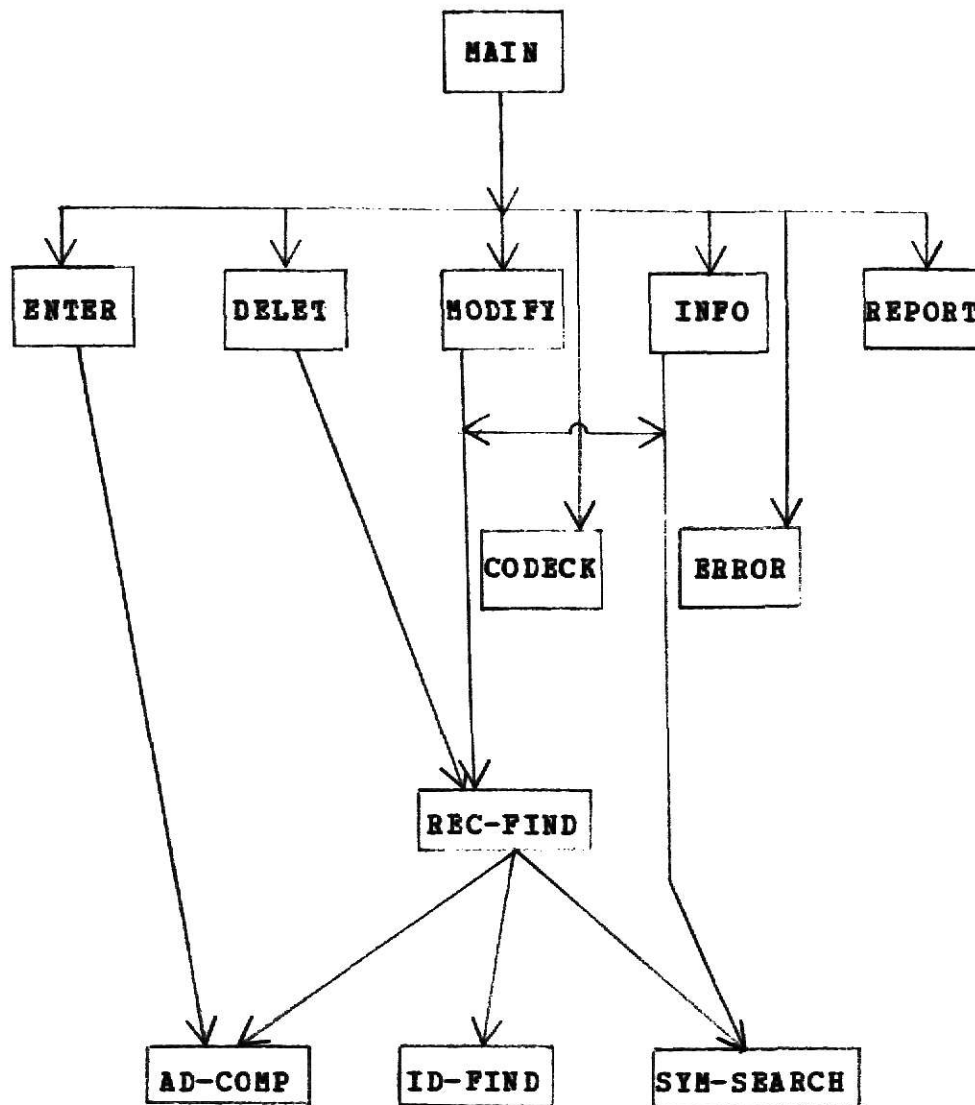 MAIN
ENTER
DELET
MODIFY
INFO
REPORT
CODECK
ERROR
REC-FIND
AD-COMP
ID-FIND
SYM-SEARCH